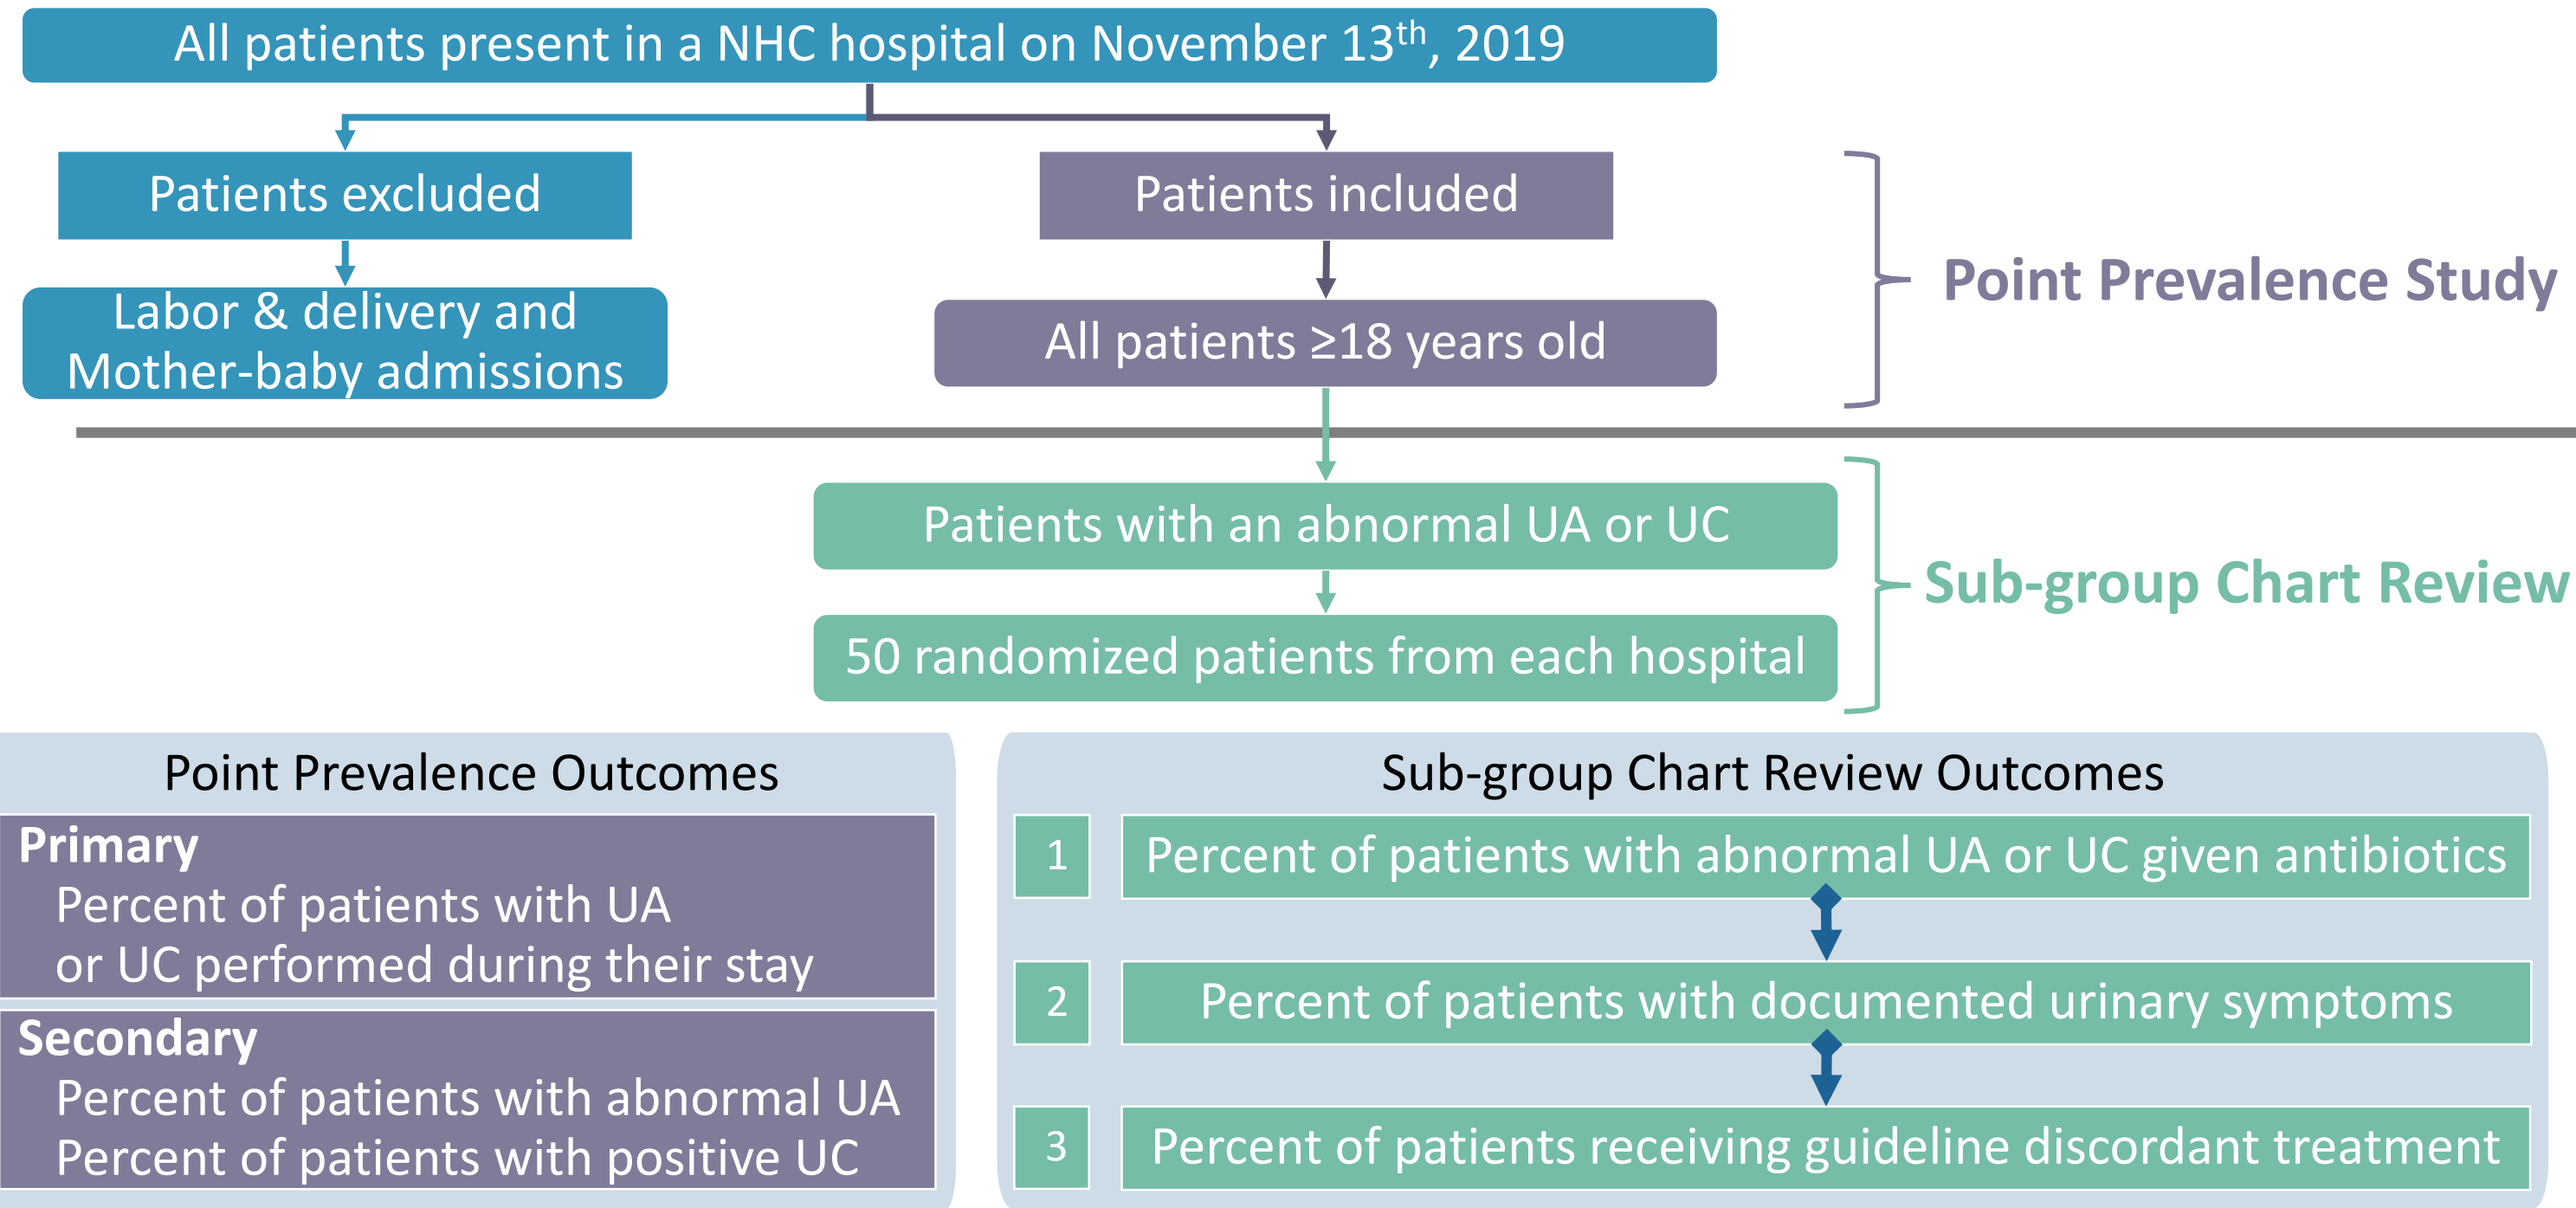 All patients present in a NHC hospital on November 13th, 2019
Patients excluded
Patients included
Labor & delivery and
Mother-baby admissions
All patients ≥18 years old
Point Prevalence Study
Patients with an abnormal UA or UC
50 randomized patients from each hospital
Sub-group Chart Review
Point Prevalence Outcomes
Primary
Percent of patients with UA
or UC performed during their stay
Secondary
Percent of patients with abnormal UA
Percent of patients with positive UC
Sub-group Chart Review Outcomes
1 Percent of patients with abnormal UA or UC given antibiotics
2 Percent of patients with documented urinary symptoms
3 Percent of patients receiving guideline discordant treatment